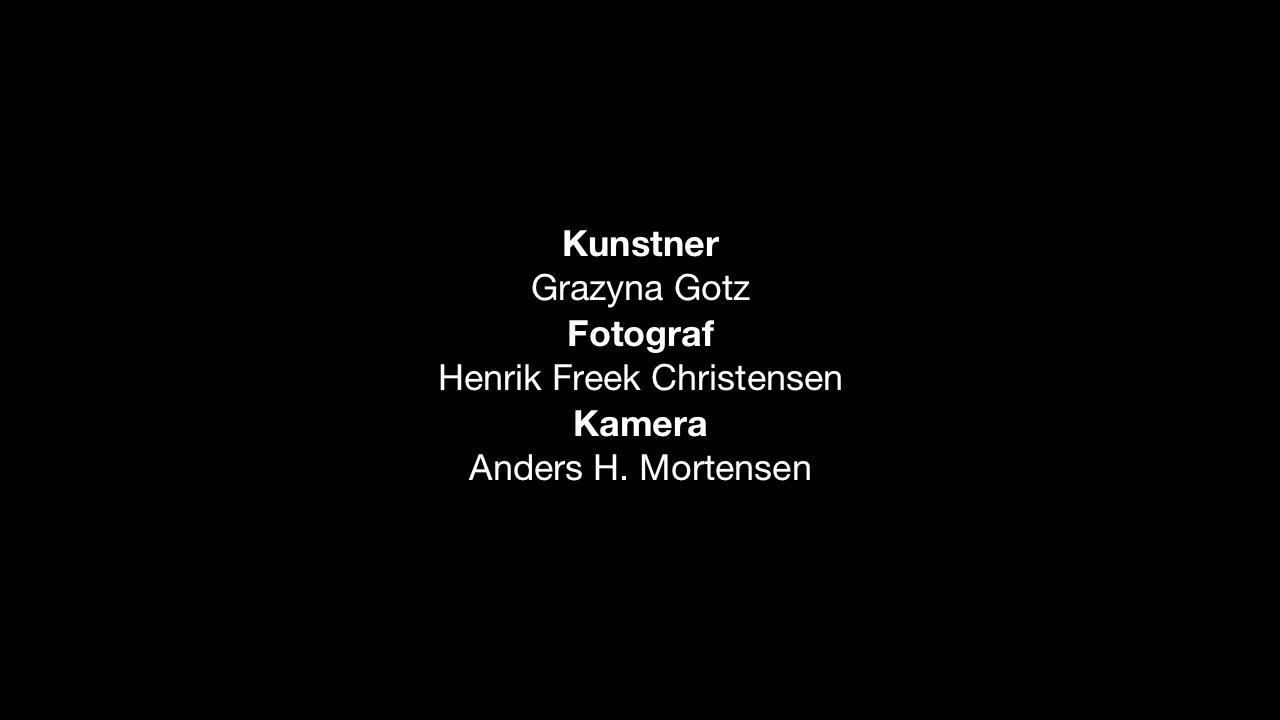 Kunstner
Grazyna Gotz
Fotograf
Henrik Freek Christensen
Kamera
Anders H. Mortensen